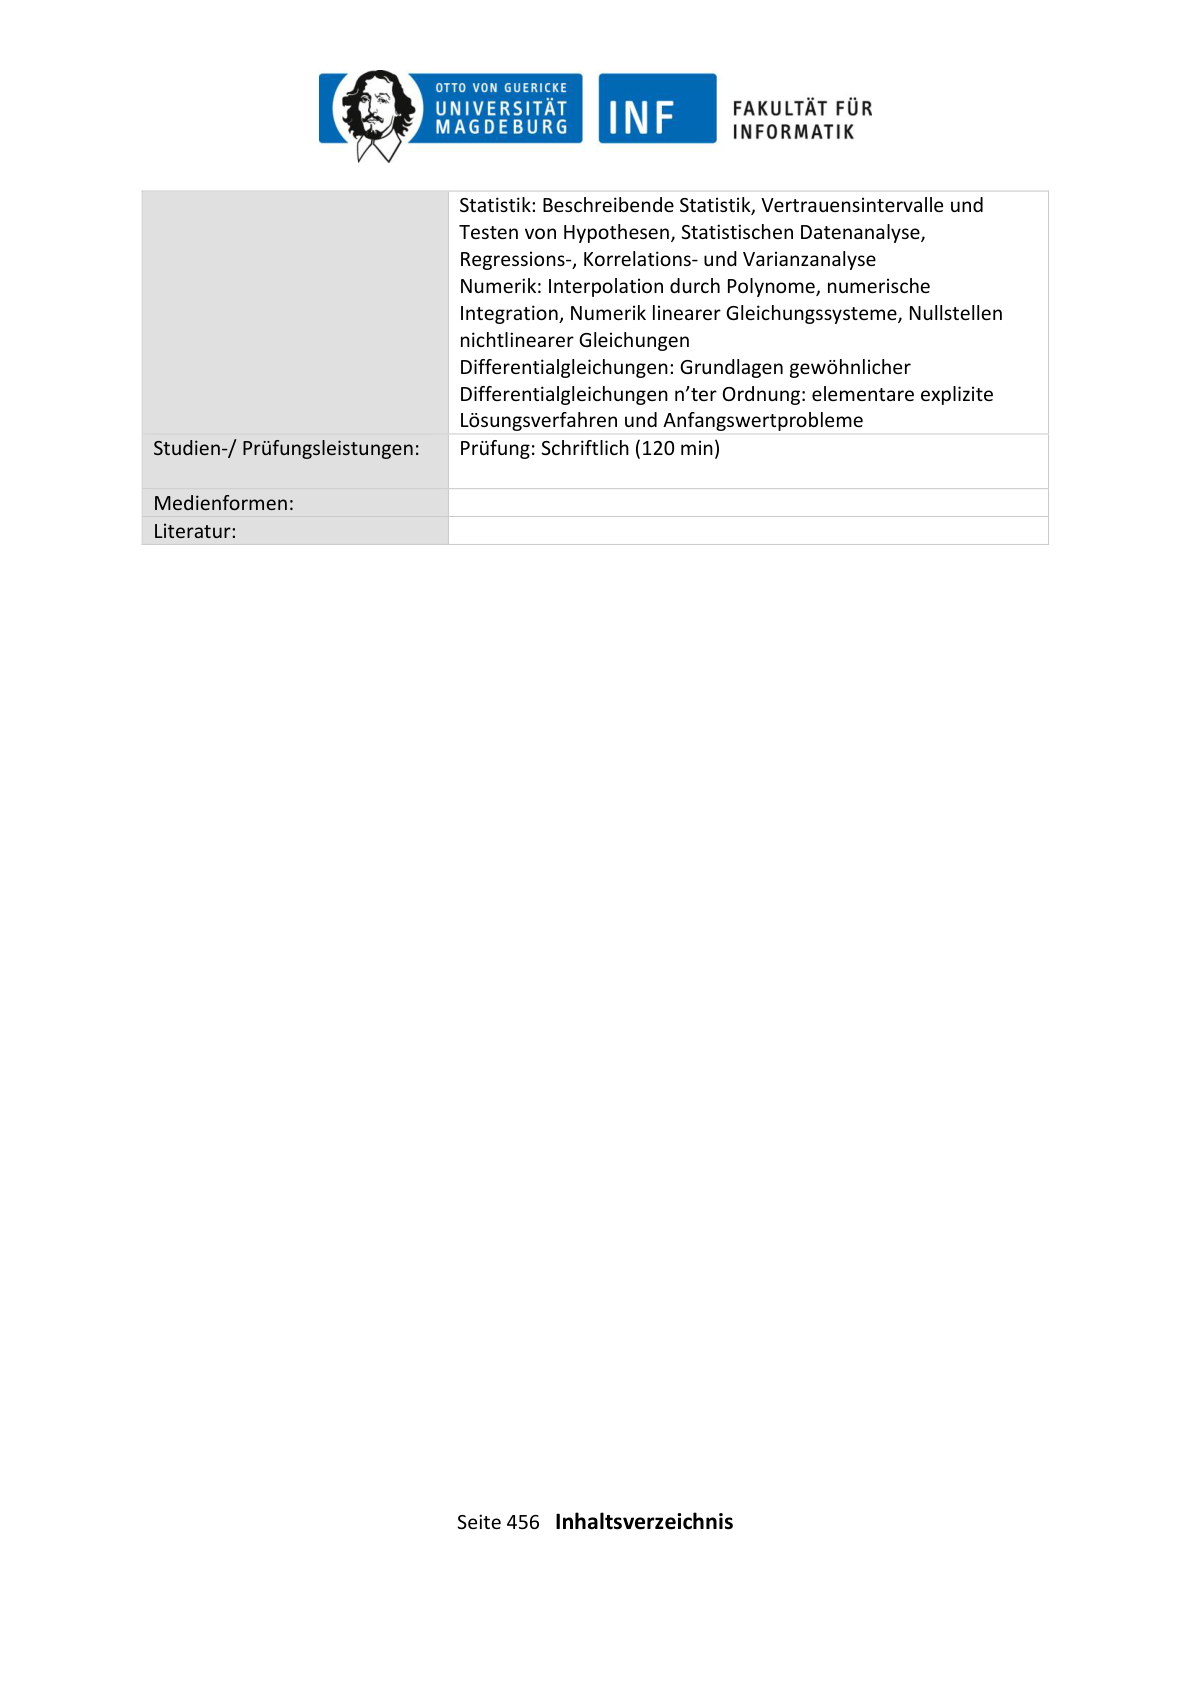 OTTO VON GUERICKE
UNIVERSITÄT
MAGDEBURG
INF
FAKULTÄT FÜR
INFORMATIK
Statistik: Beschreibende Statistik, Vertrauensintervalle und
Testen von Hypothesen, Statistischen Datenanalyse,
Regressions-, Korrelations- und Varianzanalyse
Numerik: Interpolation durch Polynome, numerische
Integration, Numerik linearer Gleichungssysteme, Nullstellen
nichtlinearer Gleichungen
Differentialgleichungen: Grundlagen gewöhnlicher
Differentialgleichungen n’ter Ordnung: elementare explizite
Lösungsverfahren und Anfangswertprobleme
Studien-/ Prüfungsleistungen: Prüfung: Schriftlich (120 min)
Medienformen:
Literatur:
Seite 456 Inhaltsverzeichnis